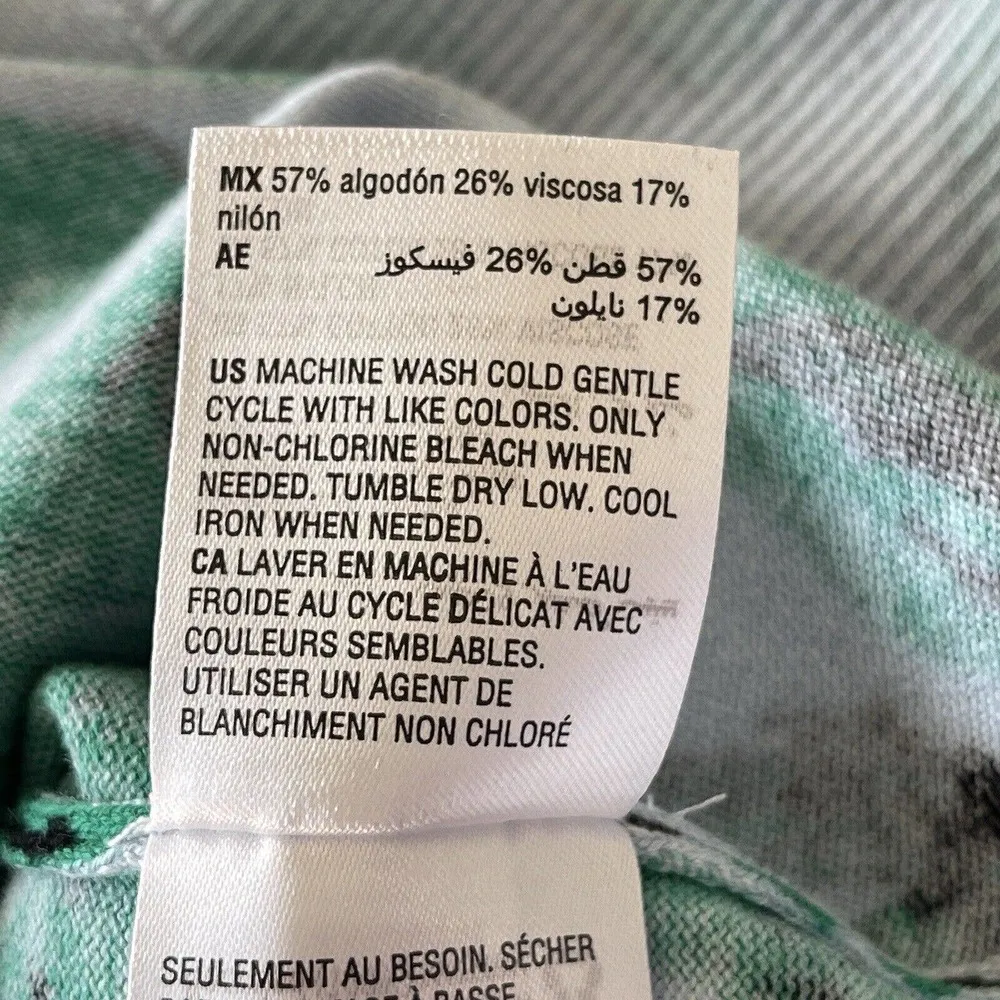 MX 57% algodón 26% viscosa 17%
nilón
AE 57% قطن 26% فيسكوز
17% نايلون
US MACHINE WASH COLD GENTLE
CYCLE WITH LIKE COLORS. ONLY
NON-CHLORINE BLEACH WHEN
NEEDED. TUMBLE DRY LOW. COOL
IRON WHEN NEEDED.
CA LAVER EN MACHINE À L'EAU
FROIDE AU CYCLE DÉLICAT AVEC
COULEURS SEMBLABLES.
UTILISER UN AGENT DE
BLANCHIMENT NON CHLORÉ
SEULEMENT AU BESOIN. SÉCHER
À BASSE